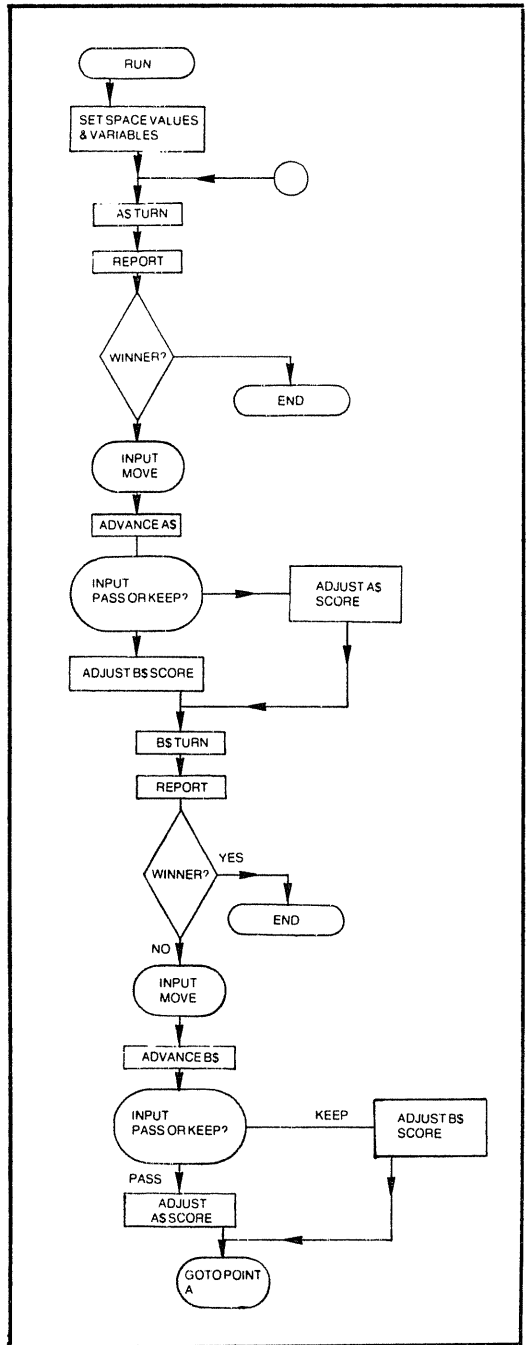 RUN
SET SPACE VALUES
& VARIABLES
A$ TURN
REPORT
WINNER?
END
INPUT
MOVE
ADVANCE A$
INPUT
PASS OR KEEP?
ADJUST A$
SCORE
ADJUST B$ SCORE
B$ TURN
REPORT
WINNER?
YES
END
NO
INPUT
MOVE
ADVANCE B$
INPUT
PASS OR KEEP?
KEEP
ADJUST B$
SCORE
PASS
ADJUST
A$ SCORE
GOTO POINT
A